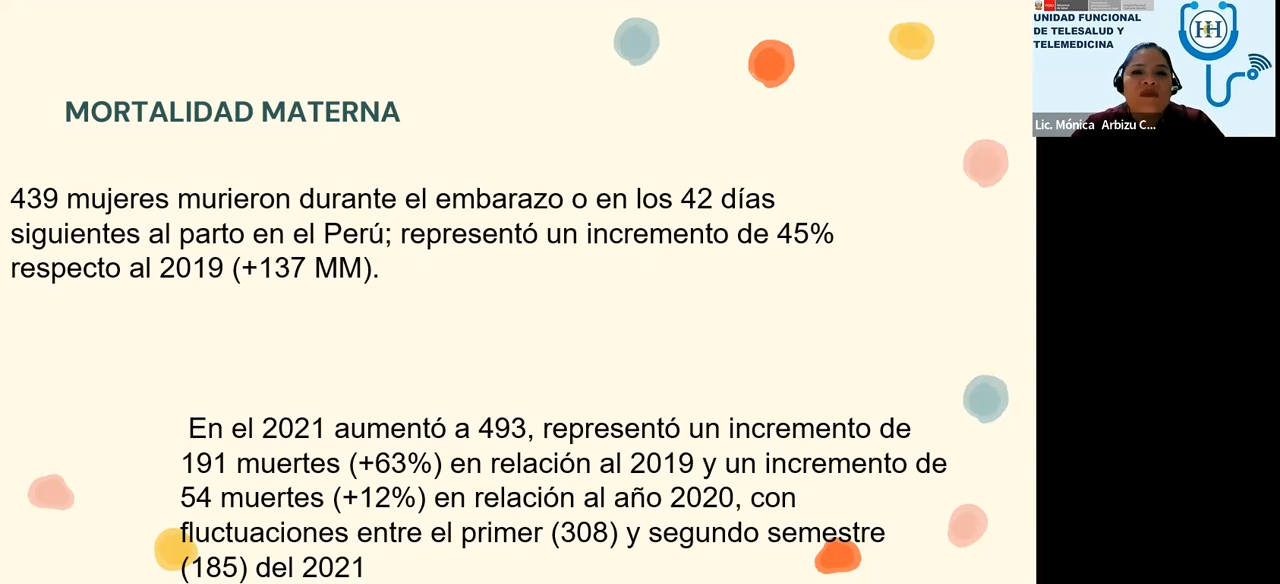 UNIDAD FUNCIONAL
DE TELESALUD Y
TELEMEDICINA
Lic. Mónica Arbizu C...
MORTALIDAD MATERNA
439 mujeres murieron durante el embarazo o en los 42 días
siguientes al parto en el Perú; representó un incremento de 45%
respecto al 2019 (+137 MM).
En el 2021 aumentó a 493, representó un incremento de
191 muertes (+63%) en relación al 2019 y un incremento de
54 muertes (+12%) en relación al año 2020, con
fluctuaciones entre el primer (308) y segundo semestre
(185) del 2021